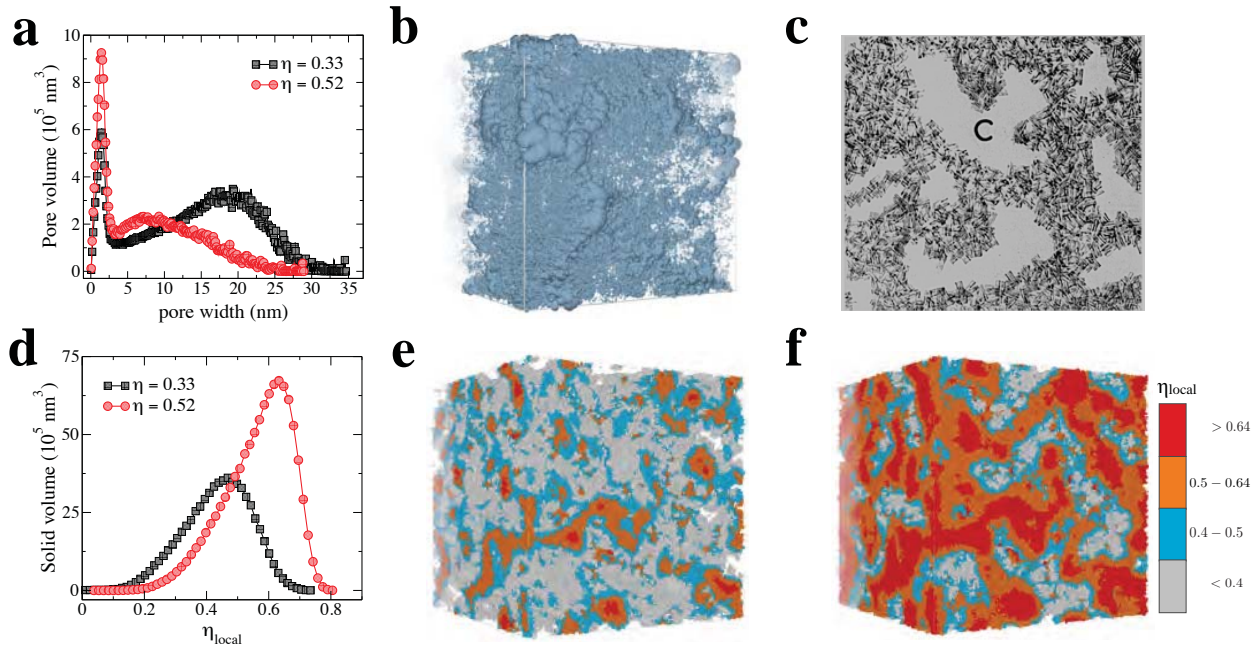 a
b
c
Pore volume (10^5 nm^3)
10
8
6
4
2
0
η = 0.33
η = 0.52
0 5 10 15 20 25 30 35
pore width (nm)
C
d
e
f
Solid volume (10^5 nm^3)
75
50
25
0
η = 0.33
η = 0.52
0 0.2 0.4 0.6 0.8
η_local
η_local
> 0.64
0.5 – 0.64
0.4 – 0.5
< 0.4